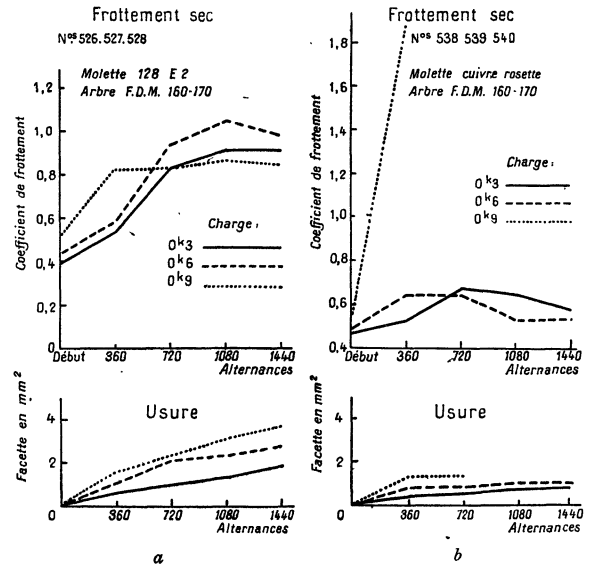 Frottement sec
Nos 526.527.528
Molette 128 E 2
Arbre F.D.M. 160-170
Coefficient de frottement
1,2
1,0
0,8
0,6
0,4
0,2
0
Charge :
0k3
0k6
0k9
Début 360 720 1080 1440
Alternances
Usure
Facette en mm2
4
2
0 360 720 1080 1440
Alternances
a
Frottement sec
Nos 538 539 540
Molette cuivre rosette
Arbre F.D.M. 160-170
Coefficient de frottement
1,8
1,6
1,4
1,2
1,0
0,8
0,6
0,4
Charge :
0k3
0k6
0k9
Début 360 720 1080 1440
Alternances
Usure
Facette en mm2
4
2
0 360 720 1080 1440
Alternances
b